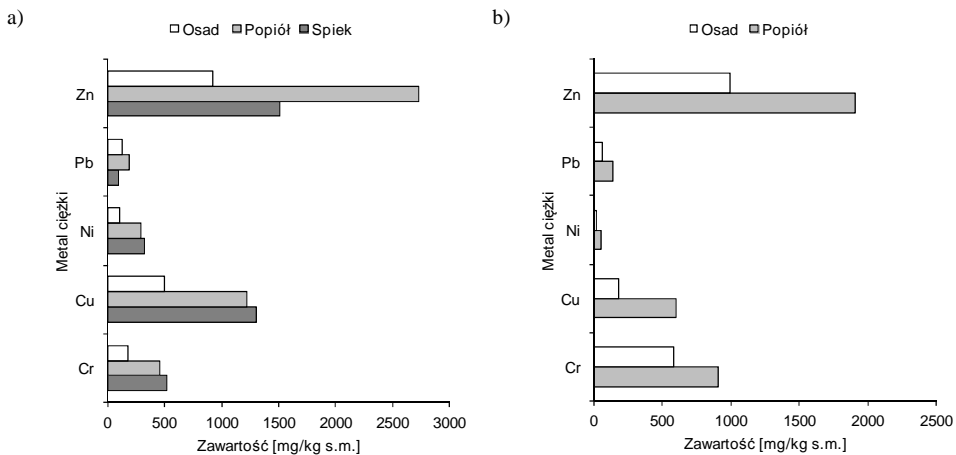 a)
Osad Popiół Spiek
Zn
Pb
Ni
Cu
Cr
Metal ciężki
0 500 1000 1500 2000 2500 3000
Zawartość [mg/kg s.m.]
b)
Osad Popiół
Zn
Pb
Ni
Cu
Cr
Metal ciężki
0 500 1000 1500 2000 2500
Zawartość [mg/kg s.m.]